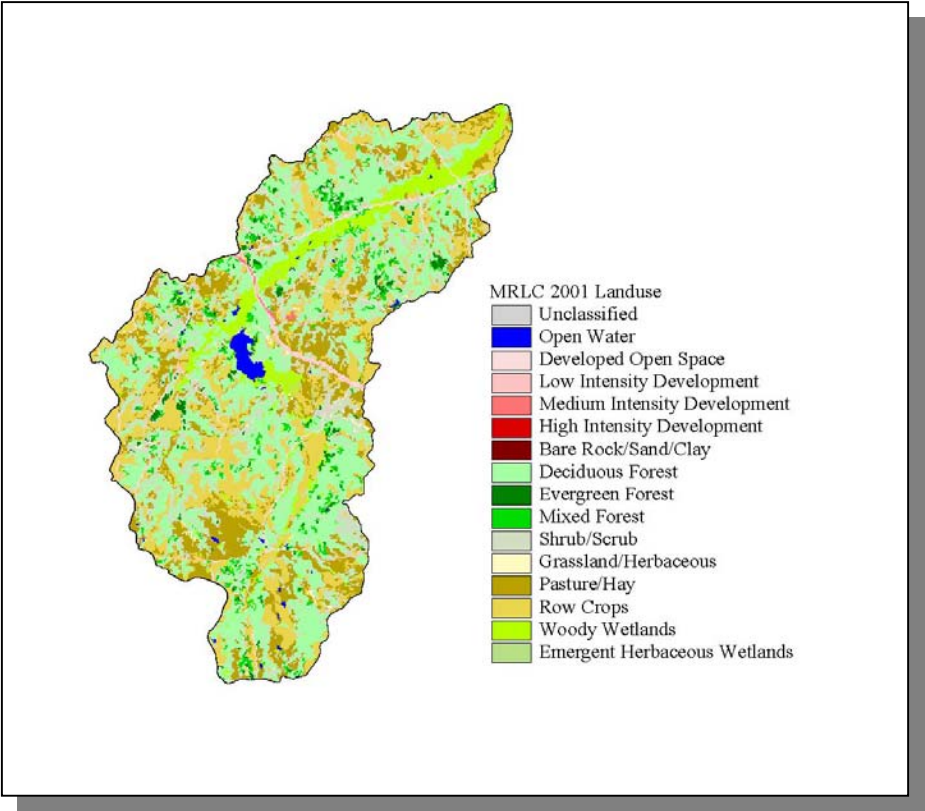 MRLC 2001 Landuse
Unclassified
Open Water
Developed Open Space
Low Intensity Development
Medium Intensity Development
High Intensity Development
Bare Rock/Sand/Clay
Deciduous Forest
Evergreen Forest
Mixed Forest
Shrub/Scrub
Grassland/Herbaceous
Pasture/Hay
Row Crops
Woody Wetlands
Emergent Herbaceous Wetlands